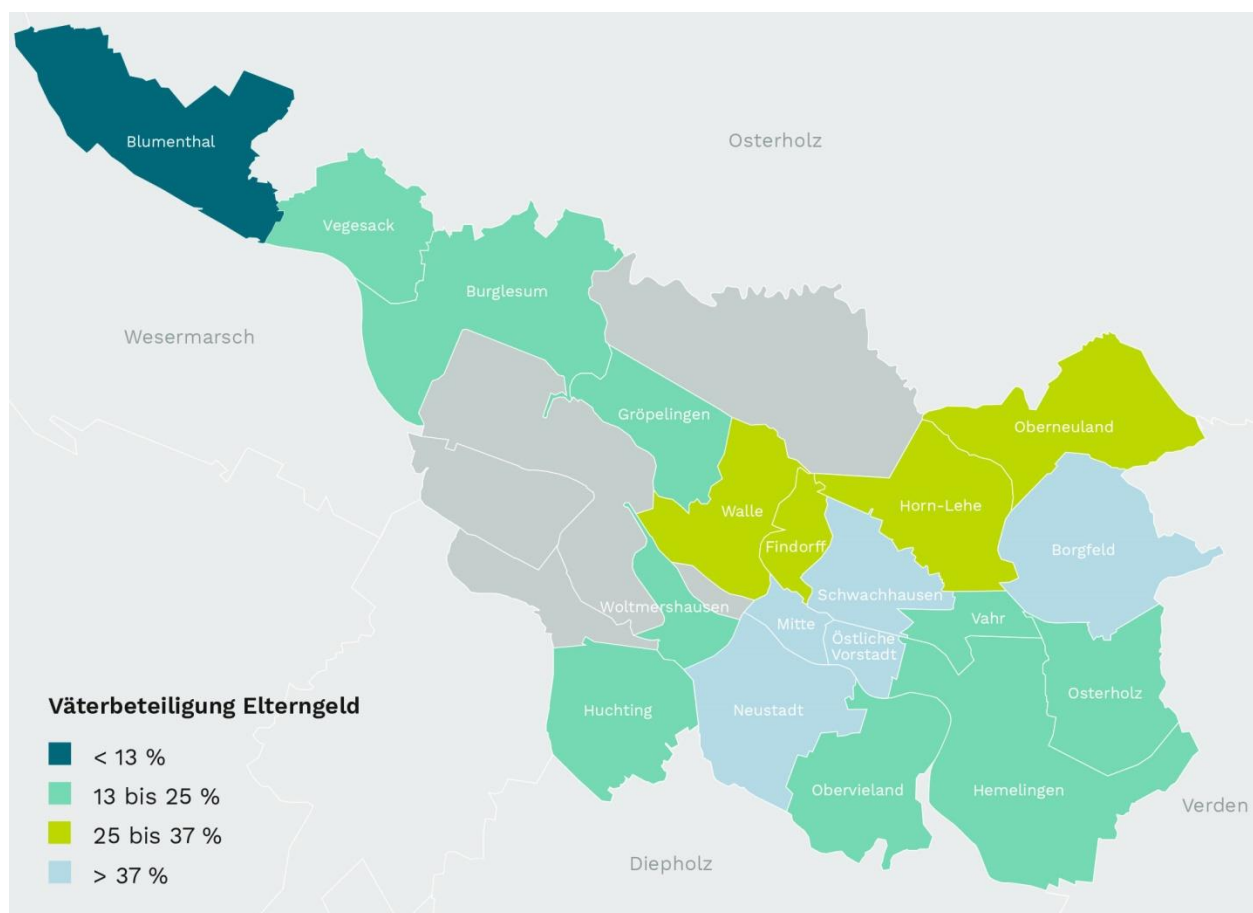 Blumenthal
Osterholz
Vegesack
Burglesum
Wesermarsch
Gröpelingen
Oberneuland
Walle
Horn-Lehe
Findorff
Borgfeld
Schwachhausen
Woltmershausen
Mitte
Vahr
Östliche
Vorstadt
Osterholz
Huchting
Neustadt
Obervieland
Hemelingen
Verden
Diepholz
Väterbeteiligung Elterngeld
< 13 %
13 bis 25 %
25 bis 37 %
> 37 %